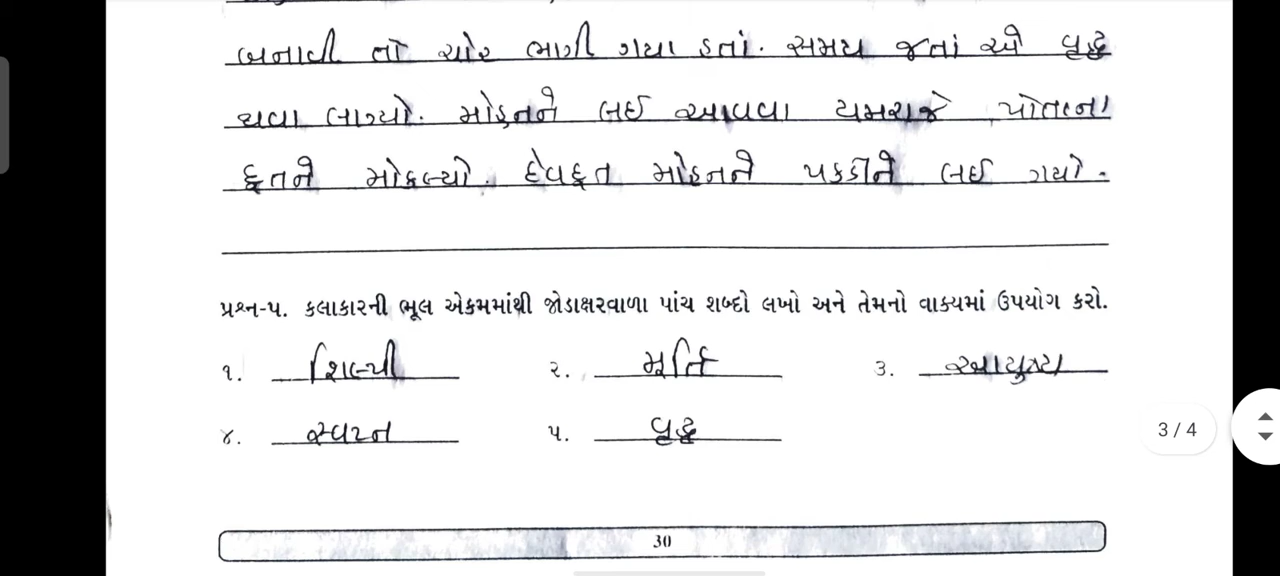 બનાવી તો ચોર ભાગી ગયા હતાં. સમય જતાં એ વૃદ્ધ
થવા લાગ્યો. મોહનને લઈ આવવા યમરાજે પોતાના
દૂતને મોકલ્યો. દેવદૂત મોહનને પકડીને લઈ ગયો.
પ્રશ્ન-૫. કલાકારની ભૂલ એકમમાંથી જોડાક્ષરવાળા પાંચ શબ્દો લખો અને તેમનો વાક્યમાં ઉપયોગ કરો.
૧. શિલ્પી ૨. મૂર્તિ ૩. આયુષ્ય
૪. સ્વપ્ન ૫. વૃદ્ધ
3 / 4
30